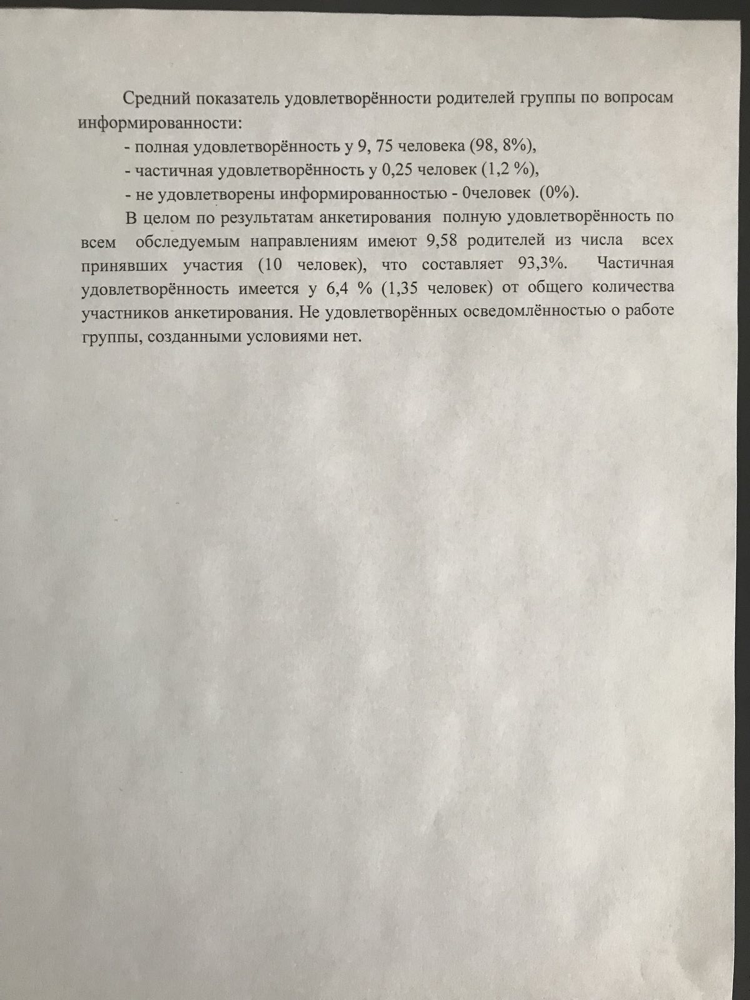 Средний показатель удовлетворённости родителей группы по вопросам
информированности:
- полная удовлетворённость у 9, 75 человека (98, 8%),
- частичная удовлетворённость у 0,25 человек (1,2 %),
- не удовлетворены информированностью - 0человек (0%).
В целом по результатам анкетирования полную удовлетворённость по
всем обследуемым направлениям имеют 9,58 родителей из числа всех
принявших участия (10 человек), что составляет 93,3%. Частичная
удовлетворённость имеется у 6,4 % (1,35 человек) от общего количества
участников анкетирования. Не удовлетворённых осведомлённостью о работе
группы, созданными условиями нет.